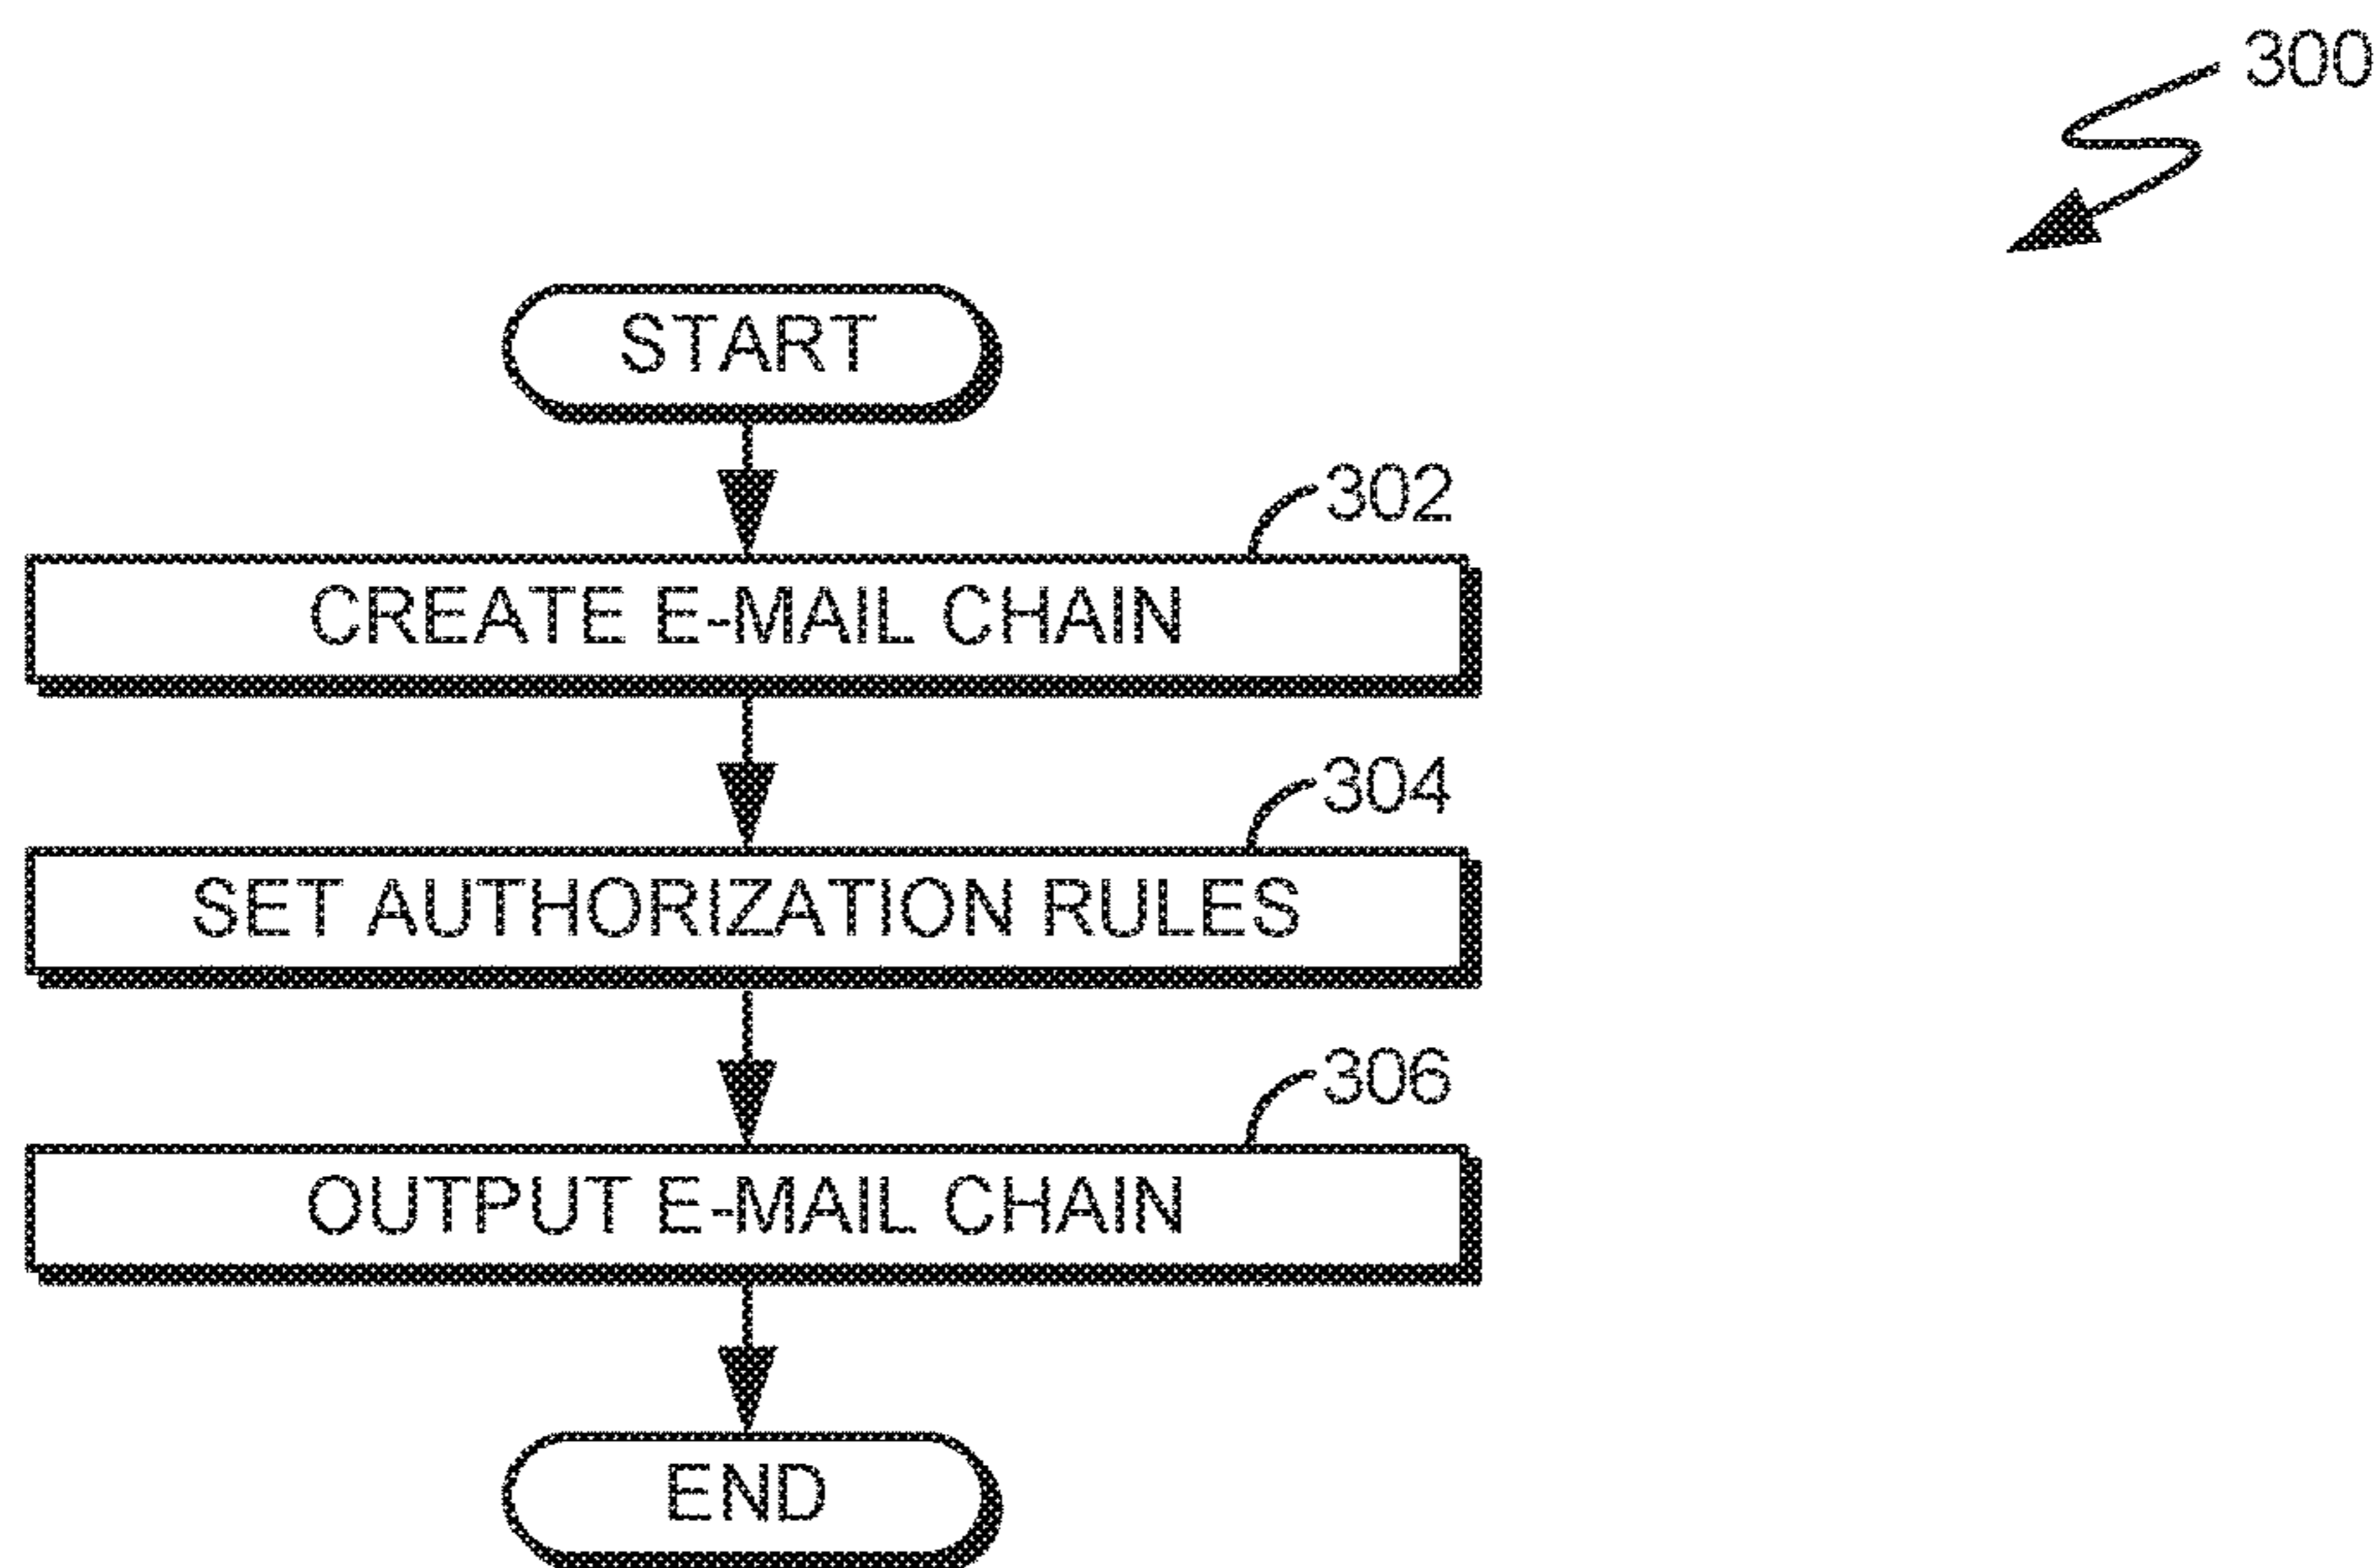 300
START
302
CREATE E-MAIL CHAIN
304
SET AUTHORIZATION RULES
306
OUTPUT E-MAIL CHAIN
END